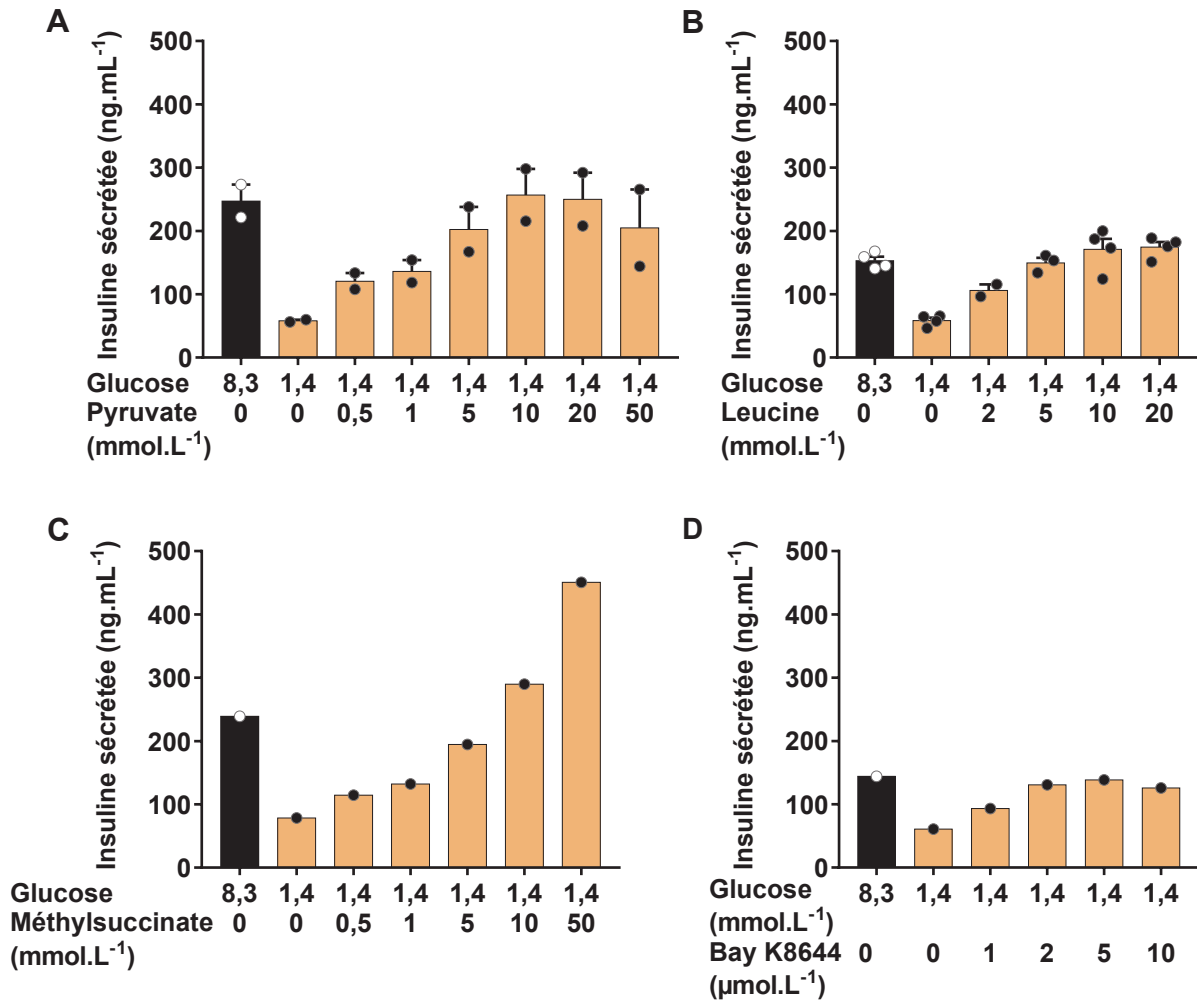 A
Insuline sécrétée (ng.mL⁻¹)
500
400
300
200
100
0
Glucose 8,3 1,4 1,4 1,4 1,4 1,4 1,4 1,4
Pyruvate 0 0 0,5 1 5 10 20 50
(mmol.L⁻¹)
B
Insuline sécrétée (ng.mL⁻¹)
500
400
300
200
100
0
Glucose 8,3 1,4 1,4 1,4 1,4 1,4
Leucine 0 0 2 5 10 20
(mmol.L⁻¹)
C
Insuline sécrétée (ng.mL⁻¹)
500
400
300
200
100
0
Glucose 8,3 1,4 1,4 1,4 1,4 1,4 1,4
Méthylsuccinate 0 0 0,5 1 5 10 50
(mmol.L⁻¹)
D
Insuline sécrétée (ng.mL⁻¹)
500
400
300
200
100
0
Glucose 8,3 1,4 1,4 1,4 1,4 1,4
(mmol.L⁻¹)
Bay K8644 0 0 1 2 5 10
(µmol.L⁻¹)